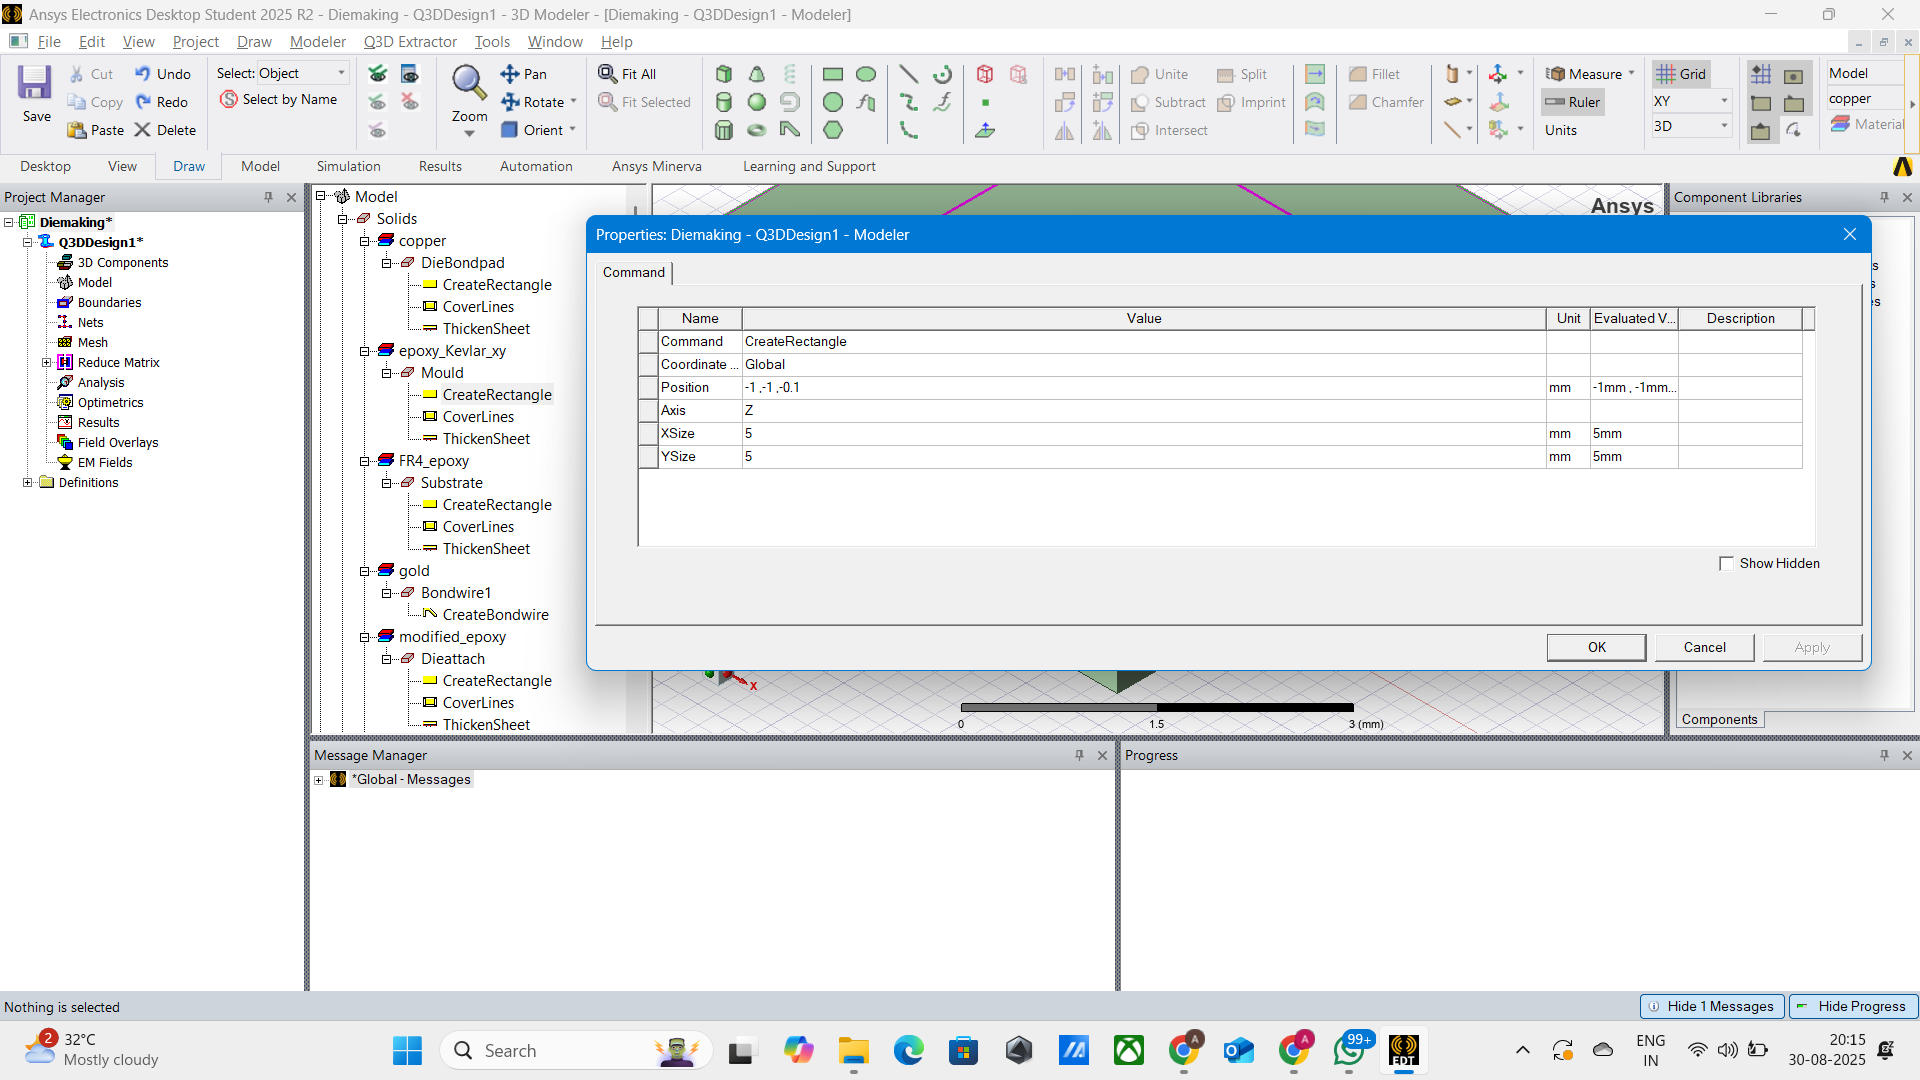 Ansys Electronics Desktop Student 2025 R2 - Diemaking - Q3DDesign1 - 3D Modeler - [Diemaking - Q3DDesign1 - Modeler]
File Edit View Project Draw Modeler Q3D Extractor Tools Window Help
Save
Cut
Copy
Paste
Undo
Redo
Delete
Select: Object
Select by Name
Zoom
Pan
Rotate
Orient
Fit All
Fit Selected
Unite
Subtract
Intersect
Split
Imprint
Fillet
Chamfer
Measure
Ruler
Units
Grid
XY
3D
Model
copper
Material
Desktop View Draw Model Simulation Results Automation Ansys Minerva Learning and Support
Project Manager
Diemaking*
Q3DDesign1*
3D Components
Model
Boundaries
Nets
Mesh
Reduce Matrix
Analysis
Optimetrics
Results
Field Overlays
EM Fields
Definitions
Model
Solids
copper
DieBondpad
CreateRectangle
CoverLines
ThickenSheet
epoxy_Kevlar_xy
Mould
CreateRectangle
CoverLines
ThickenSheet
FR4_epoxy
Substrate
CreateRectangle
CoverLines
ThickenSheet
gold
Bondwire1
CreateBondwire
modified_epoxy
Dieattach
CreateRectangle
CoverLines
ThickenSheet
Ansys
Component Libraries
s
s
es
Properties: Diemaking - Q3DDesign1 - Modeler
Command
Name Value Unit Evaluated V... Description
Command CreateRectangle
Coordinate ... Global
Position -1 ,-1 ,-0.1 mm -1mm , -1mm...
Axis Z
XSize 5 mm 5mm
YSize 5 mm 5mm
Show Hidden
OK Cancel Apply
X
0 1.5 3 (mm)
Components
Message Manager
*Global - Messages
Progress
Nothing is selected
Hide 1 Messages Hide Progress
2
32°C
Mostly cloudy
Search
A
A
99+
EDT
ENG
IN
20:15
30-08-2025